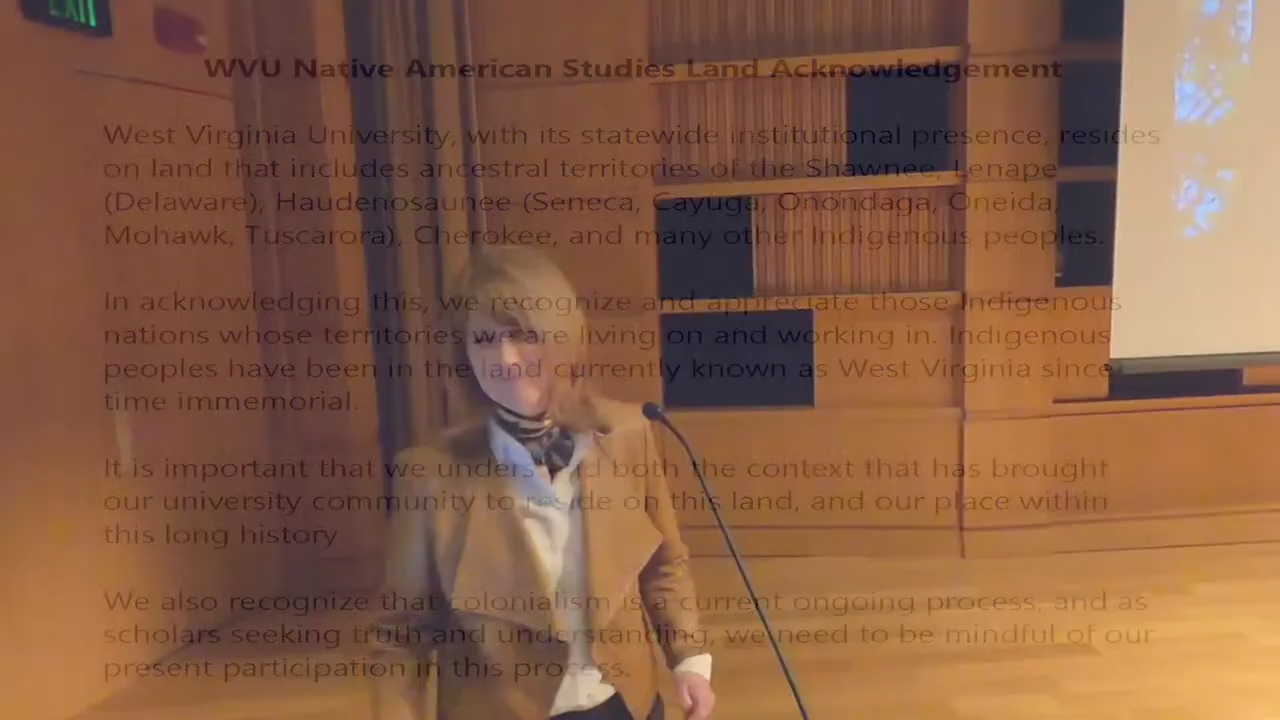 EXIT
WVU Native American Studies Land Acknowledgement
West Virginia University, with its statewide institutional presence, resides
on land that includes ancestral territories of the Shawnee, Lenape
(Delaware), Haudenosaunee (Seneca, Cayuga, Onondaga, Oneida,
Mohawk, Tuscarora), Cherokee, and many other Indigenous peoples.
In acknowledging this, we recognize and appreciate those Indigenous
nations whose territories we are living on and working in. Indigenous
peoples have been in the land currently known as West Virginia since
time immemorial.
It is important that we understand both the context that has brought
our university community to reside on this land, and our place within
this long history
We also recognize that colonialism is a current ongoing process, and as
scholars seeking truth and understanding, we need to be mindful of our
present participation in this process.